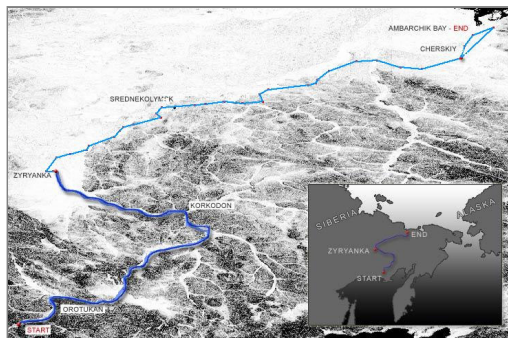 AMBARCHIK BAY - END
CHERSKIY
SREDNEKOLYMSK
ZYRYANKA
KORKODON
OROTUKAN
START
SIBERIA
ALASKA
END
ZYRYANKA
START